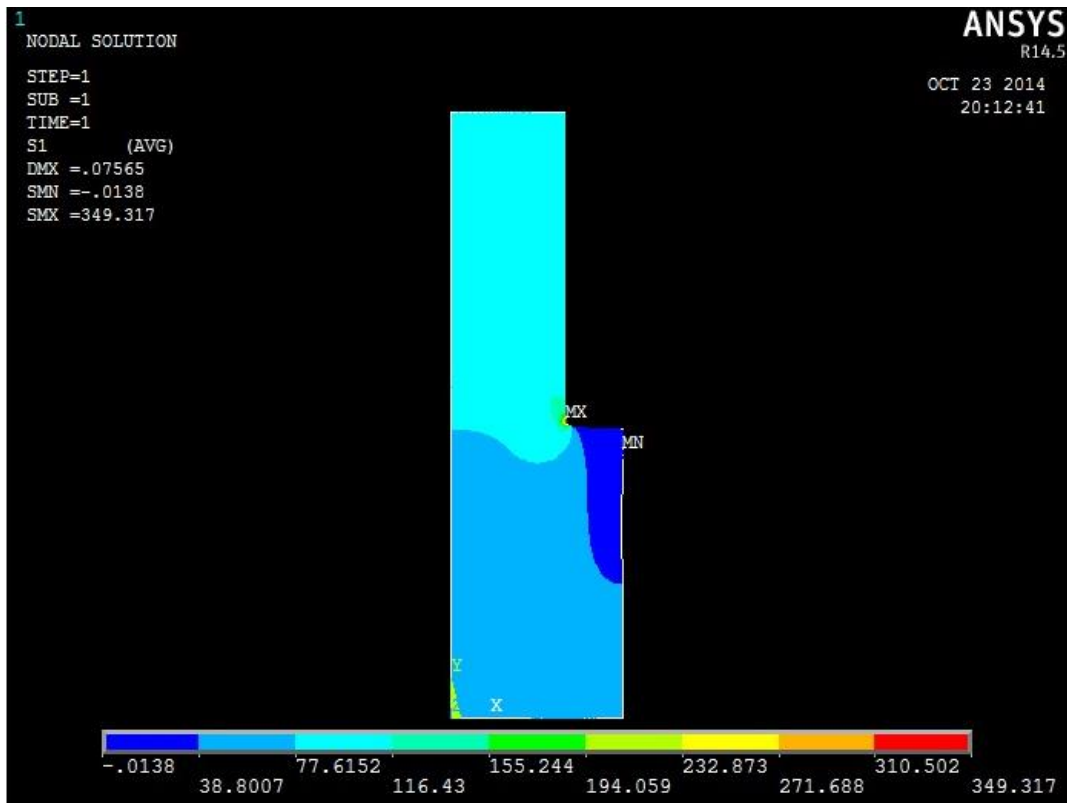 1
NODAL SOLUTION
STEP=1
SUB =1
TIME=1
S1 (AVG)
DMX =.07565
SMN =-.0138
SMX =349.317
ANSYS
R14.5
OCT 23 2014
20:12:41
MX
MN
Y
X
-.0138 77.6152 155.244 232.873 310.502
38.8007 116.43 194.059 271.688 349.317